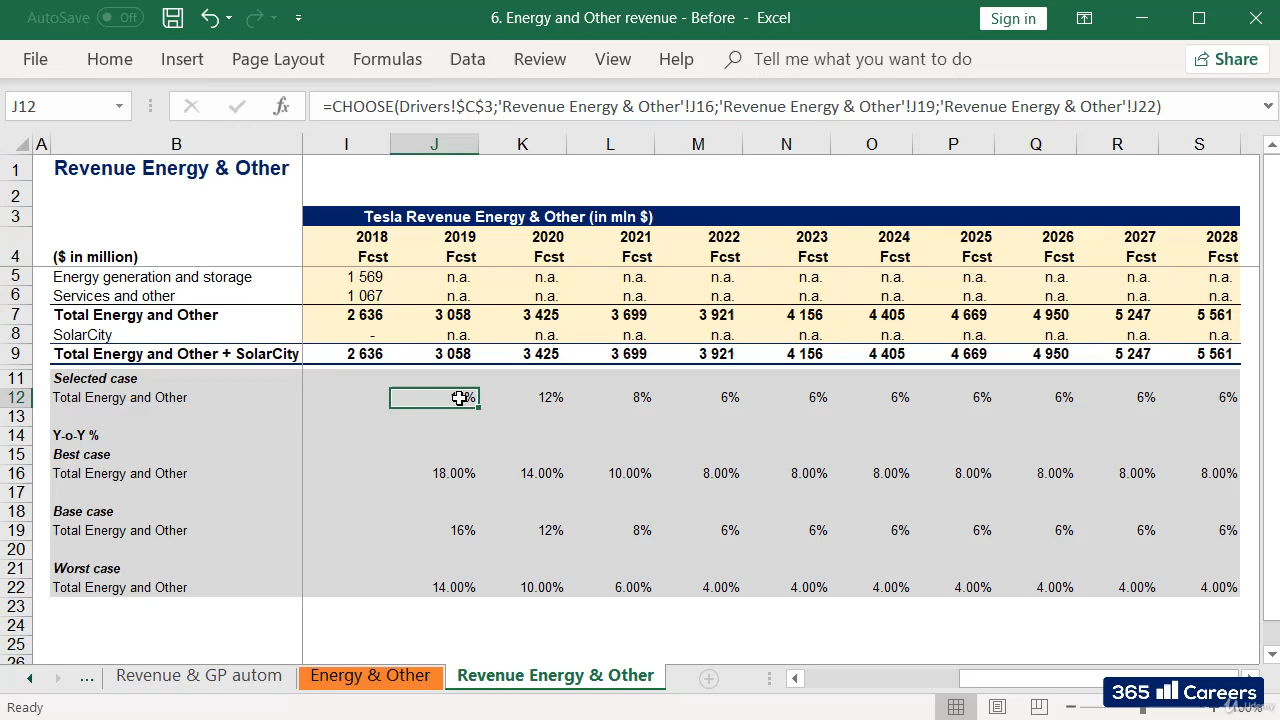 AutoSave Off 6. Energy and Other revenue - Before - Excel Sign in
File Home Insert Page Layout Formulas Data Review View Help Tell me what you want to do Share
J12 fx =CHOOSE(Drivers!$C$3;'Revenue Energy & Other'!J16;'Revenue Energy & Other'!J19;'Revenue Energy & Other'!J22)
A B I J K L M N O P Q R S
1 Revenue Energy & Other
2
3 Tesla Revenue Energy & Other (in mln $)
2018 2019 2020 2021 2022 2023 2024 2025 2026 2027 2028
4 ($ in million) Fcst Fcst Fcst Fcst Fcst Fcst Fcst Fcst Fcst Fcst Fcst
5 Energy generation and storage 1 569 n.a. n.a. n.a. n.a. n.a. n.a. n.a. n.a. n.a. n.a.
6 Services and other 1 067 n.a. n.a. n.a. n.a. n.a. n.a. n.a. n.a. n.a. n.a.
7 Total Energy and Other 2 636 3 058 3 425 3 699 3 921 4 156 4 405 4 669 4 950 5 247 5 561
8 SolarCity - n.a. n.a. n.a. n.a. n.a. n.a. n.a. n.a. n.a. n.a.
9 Total Energy and Other + SolarCity 2 636 3 058 3 425 3 699 3 921 4 156 4 405 4 669 4 950 5 247 5 561
11 Selected case
12 Total Energy and Other % 12% 8% 6% 6% 6% 6% 6% 6% 6%
13
14 Y-o-Y %
15 Best case
16 Total Energy and Other 18.00% 14.00% 10.00% 8.00% 8.00% 8.00% 8.00% 8.00% 8.00% 8.00%
17
18 Base case
19 Total Energy and Other 16% 12% 8% 6% 6% 6% 6% 6% 6% 6%
20
21 Worst case
22 Total Energy and Other 14.00% 10.00% 6.00% 4.00% 4.00% 4.00% 4.00% 4.00% 4.00% 4.00%
23
24
25
26
... Revenue & GP autom Energy & Other Revenue Energy & Other
365 Careers
Ready